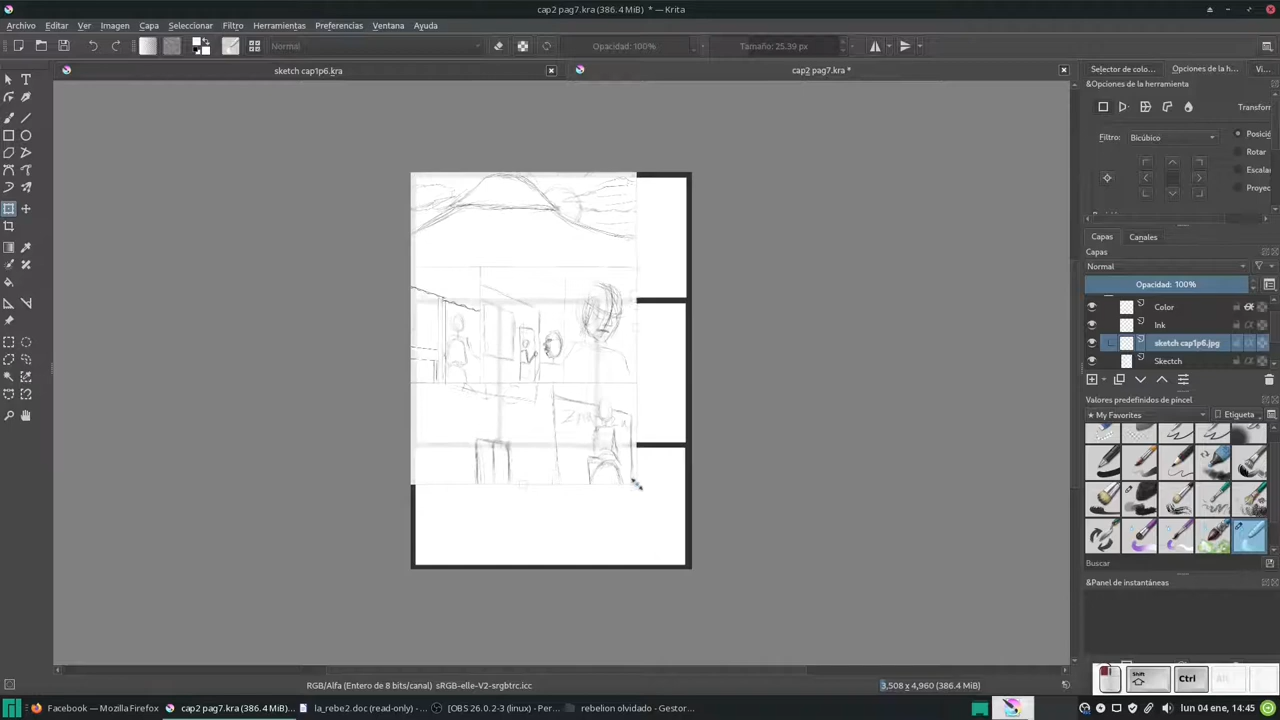 cap2 pag7.kra (386.4 MiB) * — Krita
Archivo Editar Ver Imagen Capa Seleccionar Filtro Herramientas Preferencias Ventana Ayuda
Normal Opacidad: 100% Tamaño: 25.39 px
sketch cap1p6.kra cap2 pag7.kra * Selector de colo... Opciones de la h... Vi...
&Opciones de la herramienta
Transforr
Filtro: Bicúbico Posició
Rotar
Escalar
Proyec
Capas Canales
Capas
Normal
Opacidad: 100%
Color
Ink
sketch cap1p6.jpg
Skectch
Valores predefinidos de pincel
★ My Favorites Etiqueta
Buscar
&Panel de instantáneas
Shift Ctrl Alt
RGB/Alfa (Entero de 8 bits/canal) sRGB-elle-V2-srgbtrc.icc 3,508 x 4,960 (386.4 MiB)
Facebook — Mozilla Firefox cap2 pag7.kra (386.4 MiB)... la_rebe2.doc (read-only) -... [OBS 26.0.2-3 (linux) - Per... rebelion olvidado - Gestor... lun 04 ene, 14:45